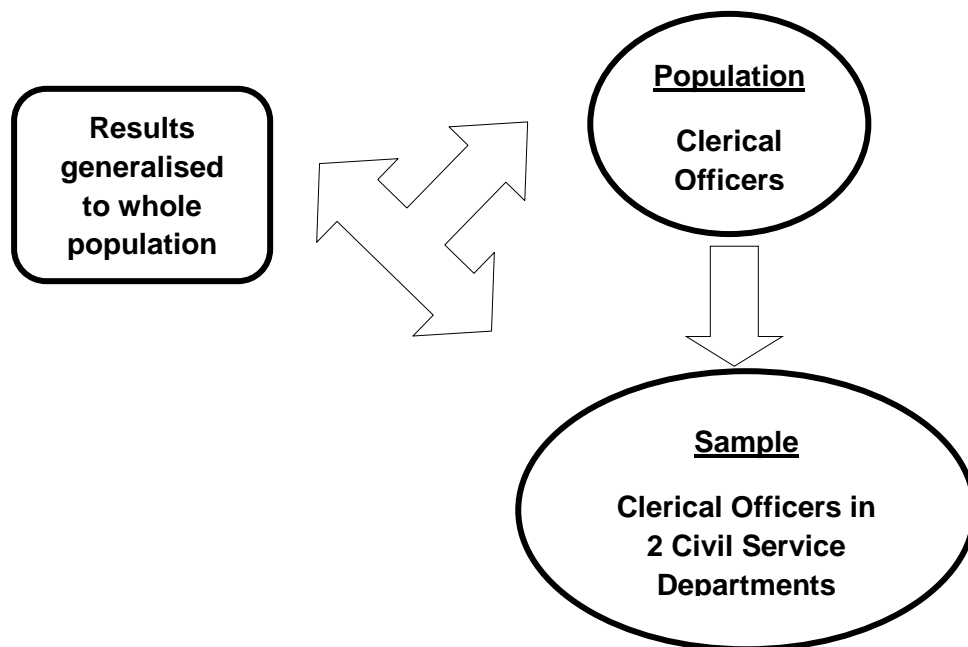 Results
generalised
to whole
population
Population
Clerical
Officers
Sample
Clerical Officers in
2 Civil Service
Departments